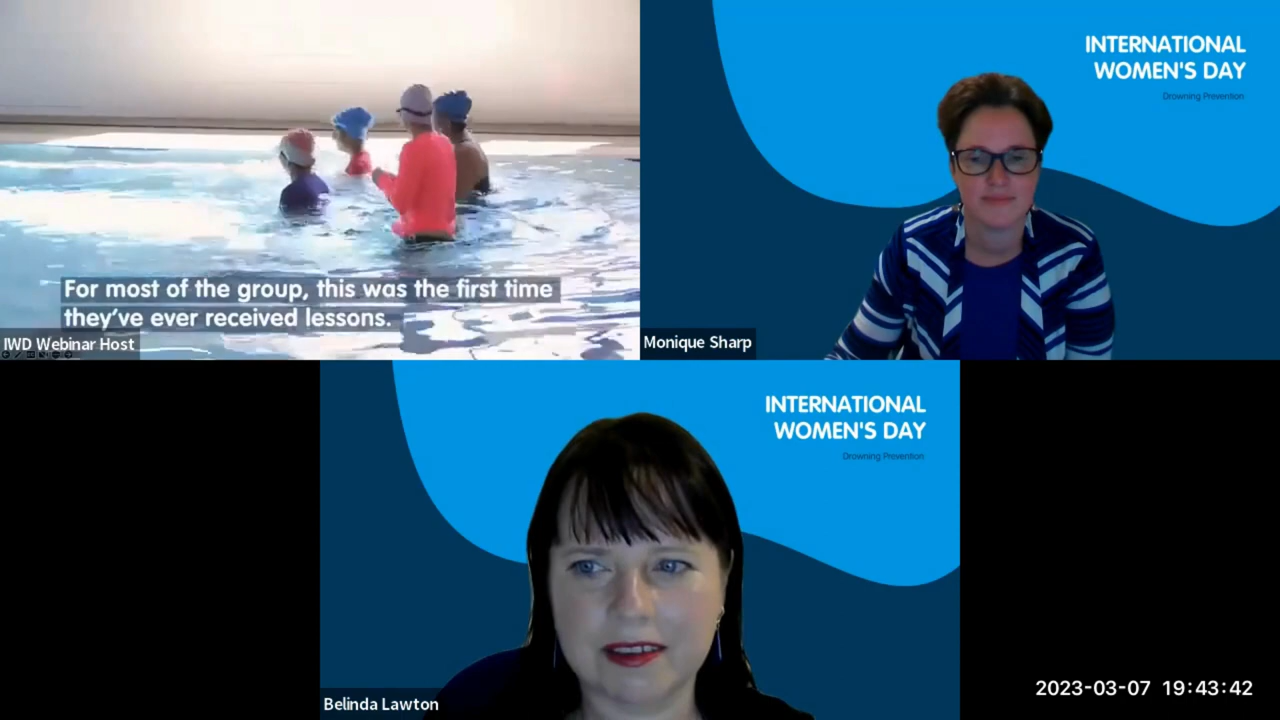 INTERNATIONAL
WOMEN'S DAY
Drowning Prevention
For most of the group, this was the first time
they've ever received lessons.
IWD Webinar Host
Monique Sharp
INTERNATIONAL
WOMEN'S DAY
Drowning Prevention
2023-03-07 19:43:42
Belinda Lawton